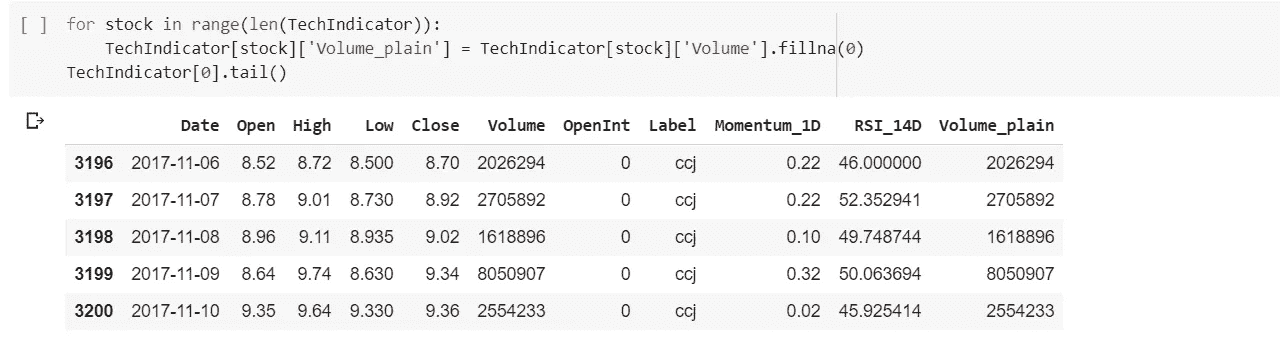 [ ] for stock in range(len(TechIndicator)):
    TechIndicator[stock]['Volume_plain'] = TechIndicator[stock]['Volume'].fillna(0)
TechIndicator[0].tail()
Date Open High Low Close Volume OpenInt Label Momentum_1D RSI_14D Volume_plain
3196 2017-11-06 8.52 8.72 8.500 8.70 2026294 0 ccj 0.22 46.000000 2026294
3197 2017-11-07 8.78 9.01 8.730 8.92 2705892 0 ccj 0.22 52.352941 2705892
3198 2017-11-08 8.96 9.11 8.935 9.02 1618896 0 ccj 0.10 49.748744 1618896
3199 2017-11-09 8.64 9.74 8.630 9.34 8050907 0 ccj 0.32 50.063694 8050907
3200 2017-11-10 9.35 9.64 9.330 9.36 2554233 0 ccj 0.02 45.925414 2554233